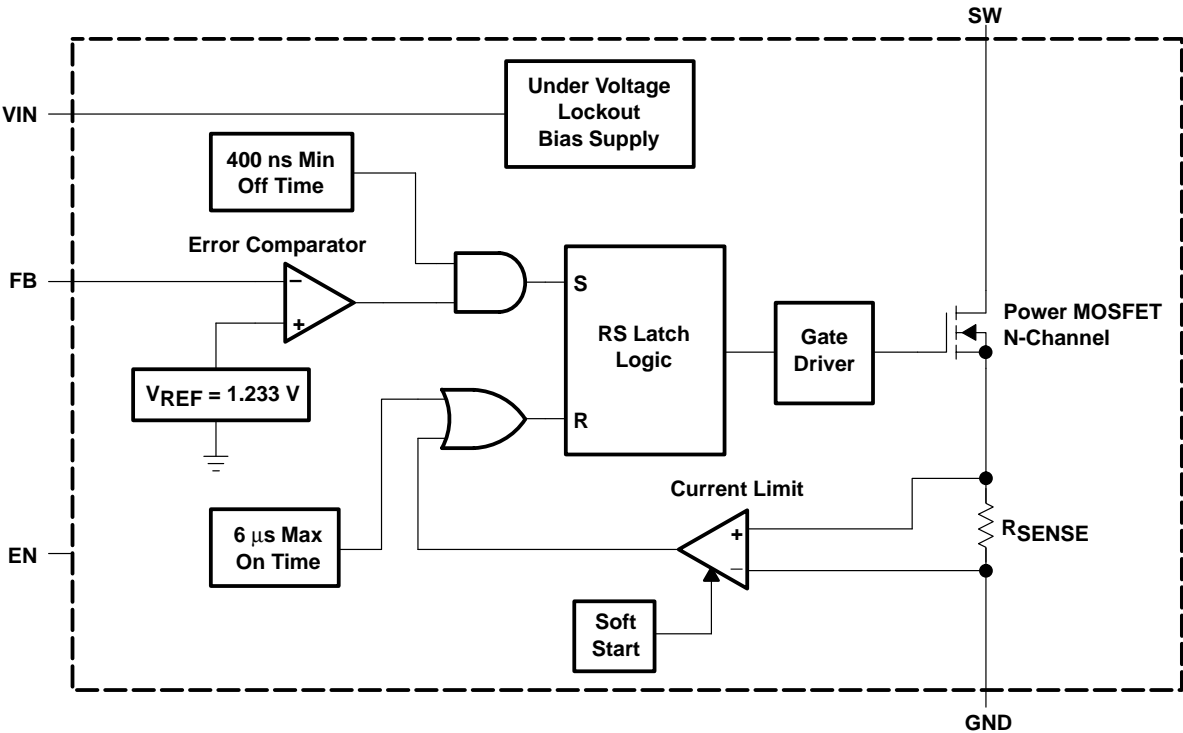 SW
Under Voltage
Lockout
Bias Supply
VIN
400 ns Min
Off Time
Error Comparator
FB
−
+
S
RS Latch
Logic
R
Gate
Driver
Power MOSFET
N-Channel
VREF = 1.233 V
Current Limit
6 μs Max
On Time
EN
+
−
RSENSE
Soft
Start
GND